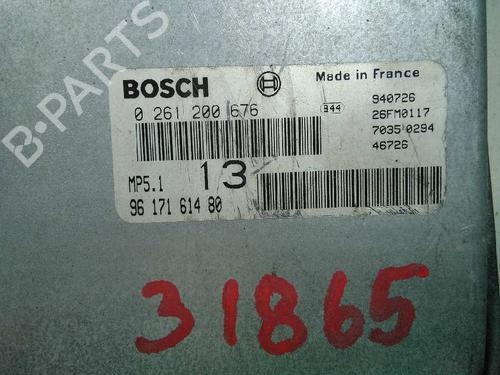 B-PARTS
BOSCH
Made in France
0 261 200 676
944
940726
26FM0117
7035 0294
46726
MP5.1
13
96 171 614 80
31865